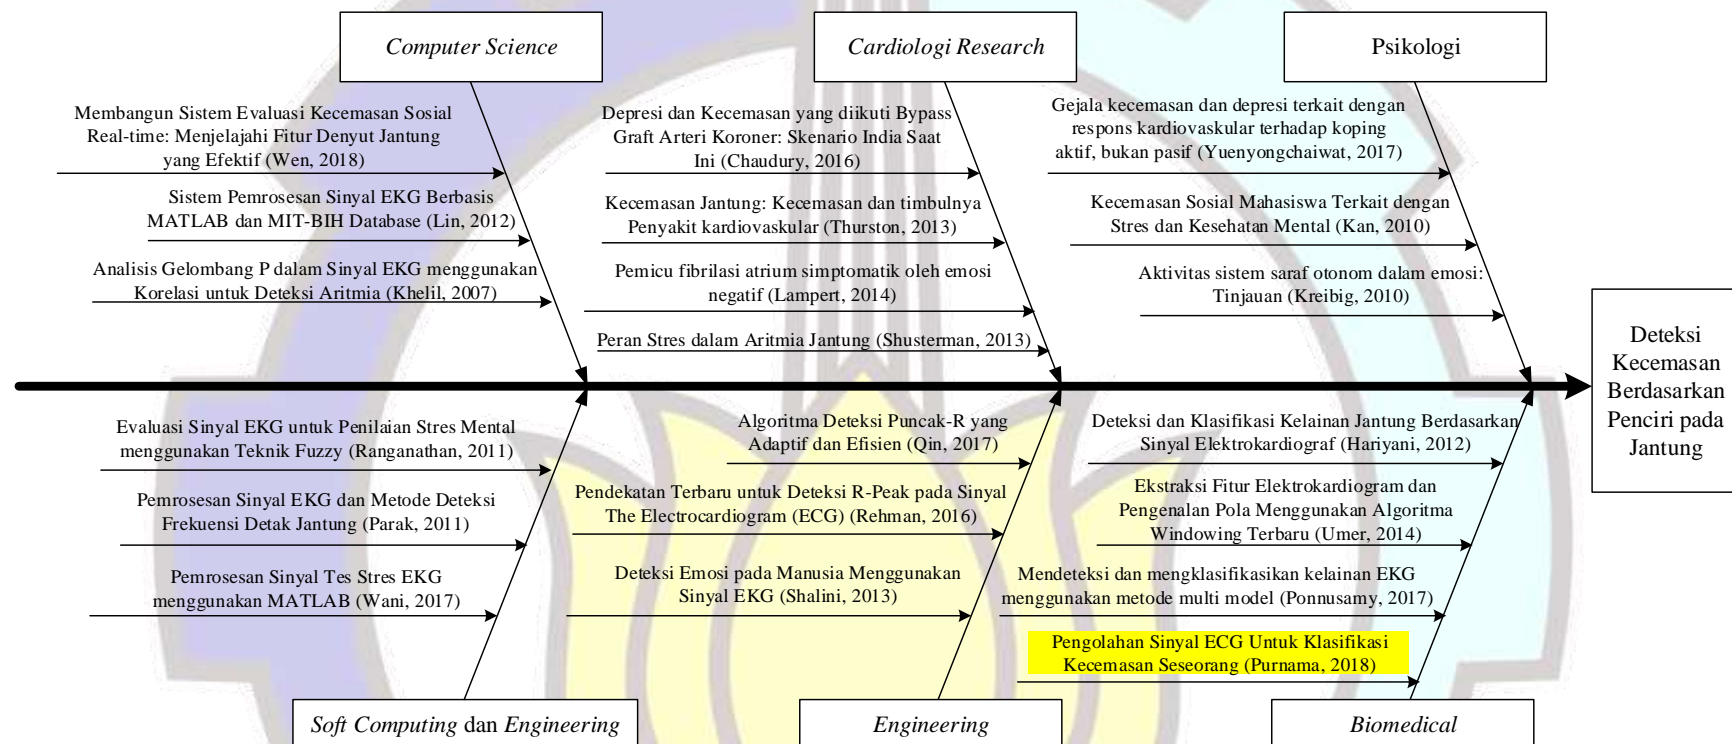 Computer Science
Membangun Sistem Evaluasi Kecemasan Sosial
Real-time: Menjelajahi Fitur Denyut Jantung
yang Efektif (Wen, 2018)
Sistem Pemrosesan Sinyal EKG Berbasis
MATLAB dan MIT-BIH Database (Lin, 2012)
Analisis Gelombang P dalam Sinyal EKG menggunakan
Korelasi untuk Deteksi Aritmia (Khelil, 2007)
Cardiologi Research
Depresi dan Kecemasan yang diikuti Bypass
Graft Arteri Koroner: Skenario India Saat
Ini (Chaudury, 2016)
Kecemasan Jantung: Kecemasan dan timbulnya
Penyakit kardiovaskular (Thurston, 2013)
Pemicu fibrilasi atrium simptomatik oleh emosi
negatif (Lampert, 2014)
Peran Stres dalam Aritmia Jantung (Shusterman, 2013)
Psikologi
Gejala kecemasan dan depresi terkait dengan
respons kardiovaskular terhadap koping
aktif, bukan pasif (Yuenyongchaiwat, 2017)
Kecemasan Sosial Mahasiswa Terkait dengan
Stres dan Kesehatan Mental (Kan, 2010)
Aktivitas sistem saraf otonom dalam emosi:
Tinjauan (Kreibig, 2010)
Deteksi
Kecemasan
Berdasarkan
Penciri pada
Jantung
Evaluasi Sinyal EKG untuk Penilaian Stres Mental
menggunakan Teknik Fuzzy (Ranganathan, 2011)
Pemrosesan Sinyal EKG dan Metode Deteksi
Frekuensi Detak Jantung (Parak, 2011)
Pemrosesan Sinyal Tes Stres EKG
menggunakan MATLAB (Wani, 2017)
Soft Computing dan Engineering
Algoritma Deteksi Puncak-R yang
Adaptif dan Efisien (Qin, 2017)
Pendekatan Terbaru untuk Deteksi R-Peak pada Sinyal
The Electrocardiogram (ECG) (Rehman, 2016)
Deteksi Emosi pada Manusia Menggunakan
Sinyal EKG (Shalini, 2013)
Engineering
Deteksi dan Klasifikasi Kelainan Jantung Berdasarkan
Sinyal Elektrokardiograf (Hariyani, 2012)
Ekstraksi Fitur Elektrokardiogram dan
Pengenalan Pola Menggunakan Algoritma
Windowing Terbaru (Umer, 2014)
Mendeteksi dan mengklasifikasikan kelainan EKG
menggunakan metode multi model (Ponnusamy, 2017)
Pengolahan Sinyal ECG Untuk Klasifikasi
Kecemasan Seseorang (Purnama, 2018)
Biomedical